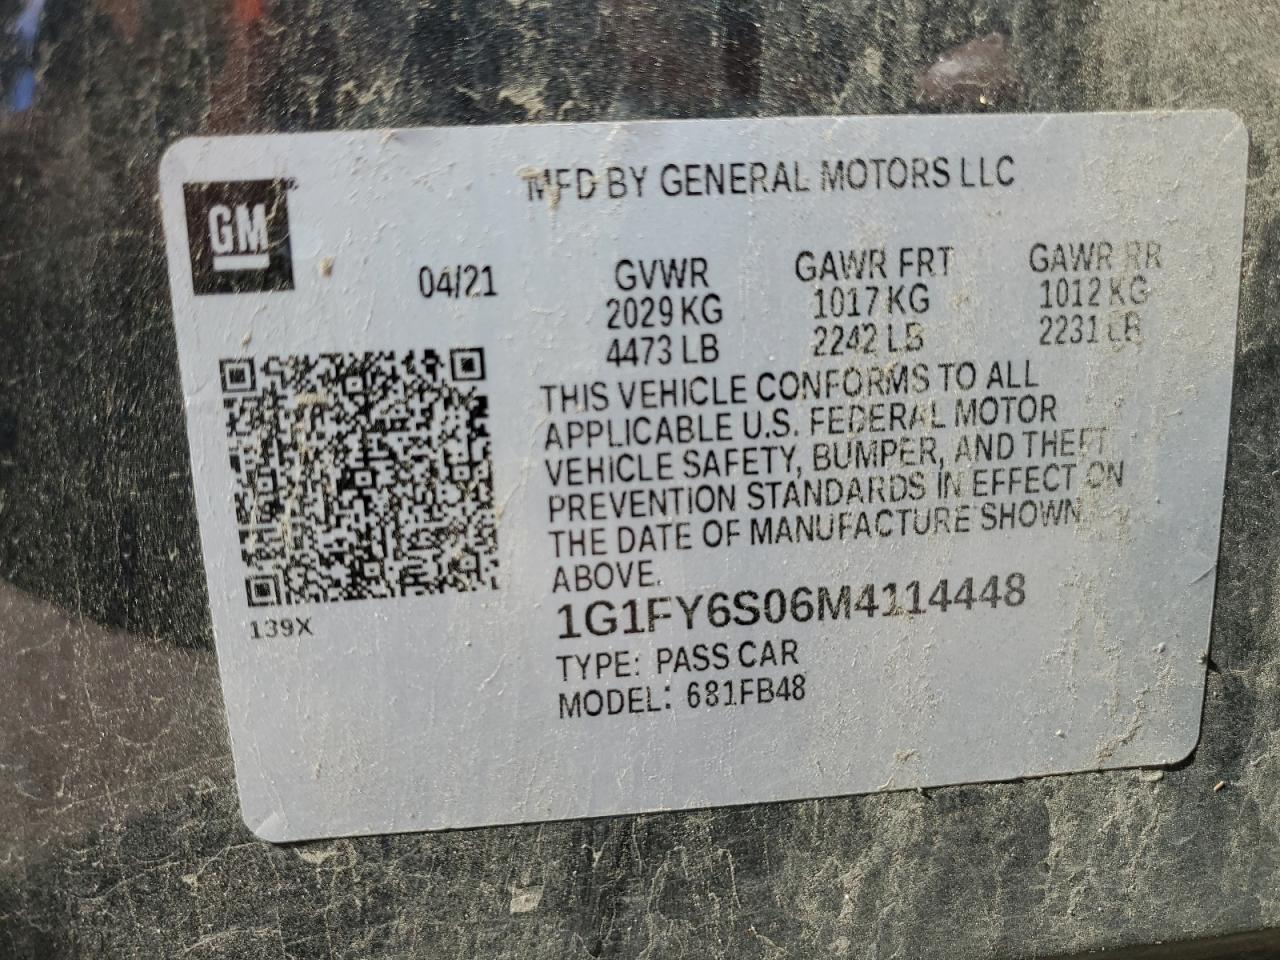 MFD BY GENERAL MOTORS LLC
GM
04/21
GVWR
2029 KG
4473 LB
GAWR FRT
1017 KG
2242 LB
GAWR RR
1012 KG
2231 LB
THIS VEHICLE CONFORMS TO ALL
APPLICABLE U.S. FEDERAL MOTOR
VEHICLE SAFETY, BUMPER, AND THEFT
PREVENTION STANDARDS IN EFFECT ON
THE DATE OF MANUFACTURE SHOWN
ABOVE.
139X
1G1FY6S06M4114448
TYPE: PASS CAR
MODEL: 681FB48